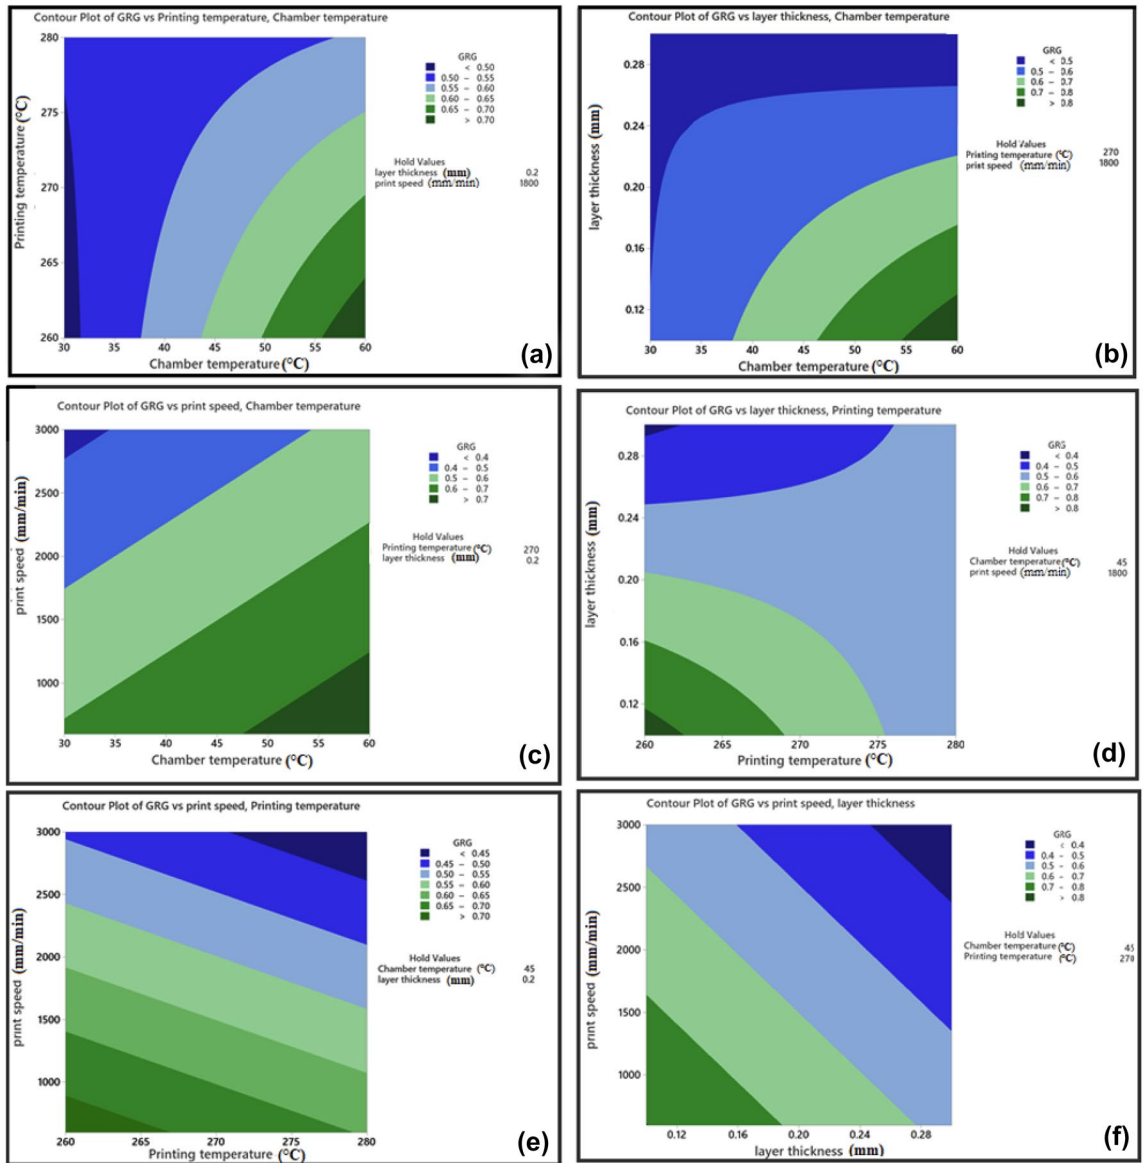 Contour Plot of GRG vs Printing temperature, Chamber temperature
GRG
< 0.50
0.50 – 0.55
0.55 – 0.60
0.60 – 0.65
0.65 – 0.70
> 0.70
Hold Values
layer thickness (mm) 0.2
print speed (mm/min) 1800
Printing temperature (°C)
280
275
270
265
260
30 35 40 45 50 55 60
Chamber temperature (°C)
(a)
Contour Plot of GRG vs layer thickness, Chamber temperature
GRG
< 0.5
0.5 – 0.6
0.6 – 0.7
0.7 – 0.8
> 0.8
Hold Values
Printing temperature (°C) 270
print speed (mm/min) 1800
layer thickness (mm)
0.28
0.24
0.20
0.16
0.12
30 35 40 45 50 55 60
Chamber temperature (°C)
(b)
Contour Plot of GRG vs print speed, Chamber temperature
GRG
< 0.4
0.4 – 0.5
0.5 – 0.6
0.6 – 0.7
> 0.7
Hold Values
Printing temperature (°C) 270
layer thickness (mm) 0.2
print speed (mm/min)
3000
2500
2000
1500
1000
30 35 40 45 50 55 60
Chamber temperature (°C)
(c)
Contour Plot of GRG vs layer thickness, Printing temperature
GRG
< 0.4
0.4 – 0.5
0.5 – 0.6
0.6 – 0.7
0.7 – 0.8
> 0.8
Hold Values
Chamber temperature (°C) 45
print speed (mm/min) 1800
layer thickness (mm)
0.28
0.24
0.20
0.16
0.12
260 265 270 275 280
Printing temperature (°C)
(d)
Contour Plot of GRG vs print speed, Printing temperature
GRG
< 0.45
0.45 – 0.50
0.50 – 0.55
0.55 – 0.60
0.60 – 0.65
0.65 – 0.70
> 0.70
Hold Values
Chamber temperature (°C) 45
layer thickness (mm) 0.2
print speed (mm/min)
3000
2500
2000
1500
1000
260 265 270 275 280
Printing temperature (°C)
(e)
Contour Plot of GRG vs print speed, layer thickness
GRG
< 0.4
0.4 – 0.5
0.5 – 0.6
0.6 – 0.7
0.7 – 0.8
> 0.8
Hold Values
Chamber temperature (°C) 45
Printing temperature (°C) 270
print speed (mm/min)
3000
2500
2000
1500
1000
0.12 0.16 0.20 0.24 0.28
layer thickness (mm)
(f)